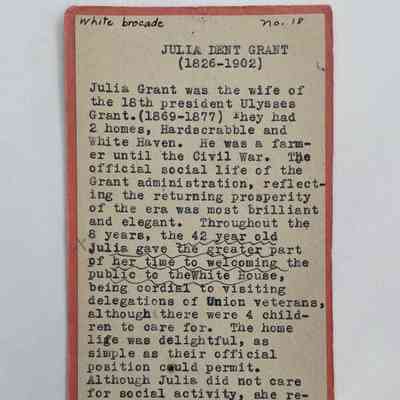 White brocade no. 18
JULIA DENT GRANT
(1826-1902)
Julia Grant was the wife of
the 18th president Ulysses
Grant.(1869-1877) They had
2 homes, Hardscrabble and
White Haven. He was a farm-
er until the Civil War. The
official social life of the
Grant administration, reflect-
ing the returning prosperity
of the era was most brilliant
and elegant. Throughout the
8 years, the 42 year old
Julia gave the greater part
of her time to welcoming the
public to theWhite House,
being cordial to visiting
delegations of Union veterans,
although there were 4 child-
ren to care for. The home
life was delightful, as
simple as their official
position could permit.
Although Julia did not care
for social activity, she re-